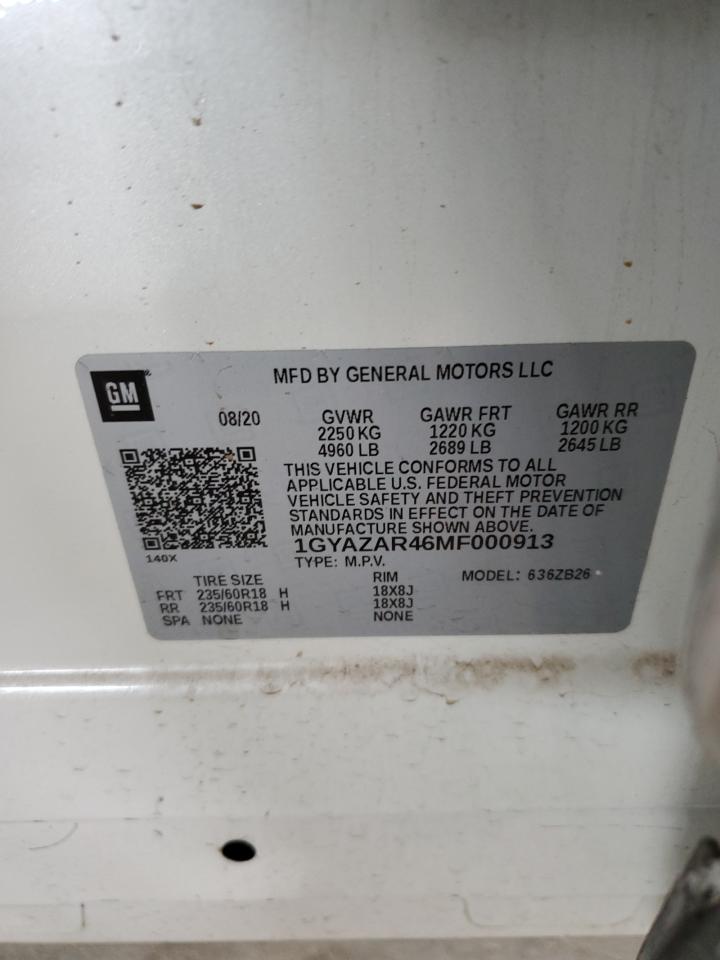 GM
MFD BY GENERAL MOTORS LLC
08/20 GVWR GAWR FRT GAWR RR
2250 KG 1220 KG 1200 KG
4960 LB 2689 LB 2645 LB
THIS VEHICLE CONFORMS TO ALL
APPLICABLE U.S. FEDERAL MOTOR
VEHICLE SAFETY AND THEFT PREVENTION
STANDARDS IN EFFECT ON THE DATE OF
MANUFACTURE SHOWN ABOVE.
1GYAZAR46MF000913
140X
TYPE: M.P.V.
TIRE SIZE RIM MODEL: 636ZB26
FRT 235/60R18 H 18X8J
RR 235/60R18 H 18X8J
SPA NONE NONE